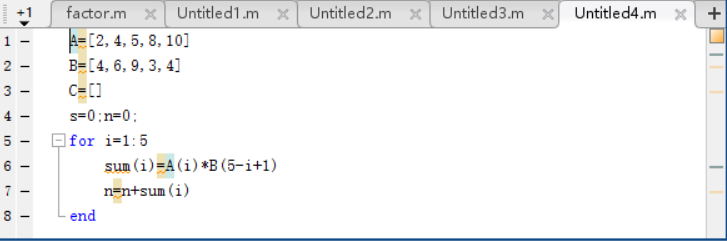 +1 factor.m × Untitled1.m × Untitled2.m × Untitled3.m × Untitled4.m × +
1 — A=[2,4,5,8,10]
2 — B=[4,6,9,3,4]
3 — C=[]
4 — s=0;n=0;
5 — for i=1:5
6 — sum(i)=A(i)*B(5-i+1)
7 — n=n+sum(i)
8 — end